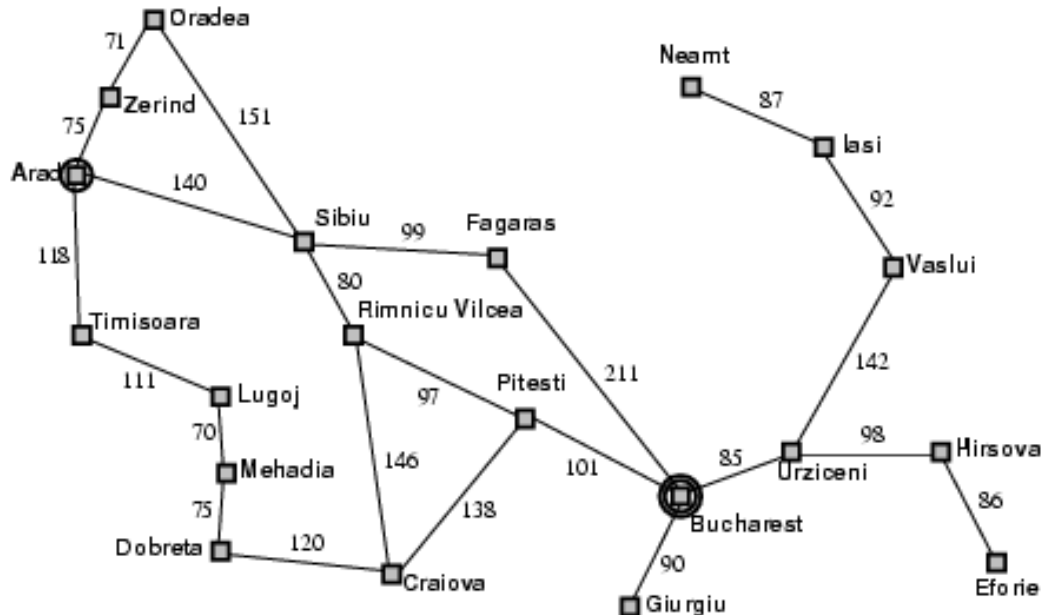 Oradea
71
Neamt
Zerind
87
75
151
Iasi
Arad
140
92
Sibiu
Fagaras
99
118
Vaslui
80
Timisoara
Rimnicu Vilcea
142
111
211
Pitesti
Lugoj
97
70
98
Hirsova
146
85
Mehadia
101
Urziceni
75
138
86
Bucharest
Dobreta
120
90
Craiova
Eforie
Giurgiu